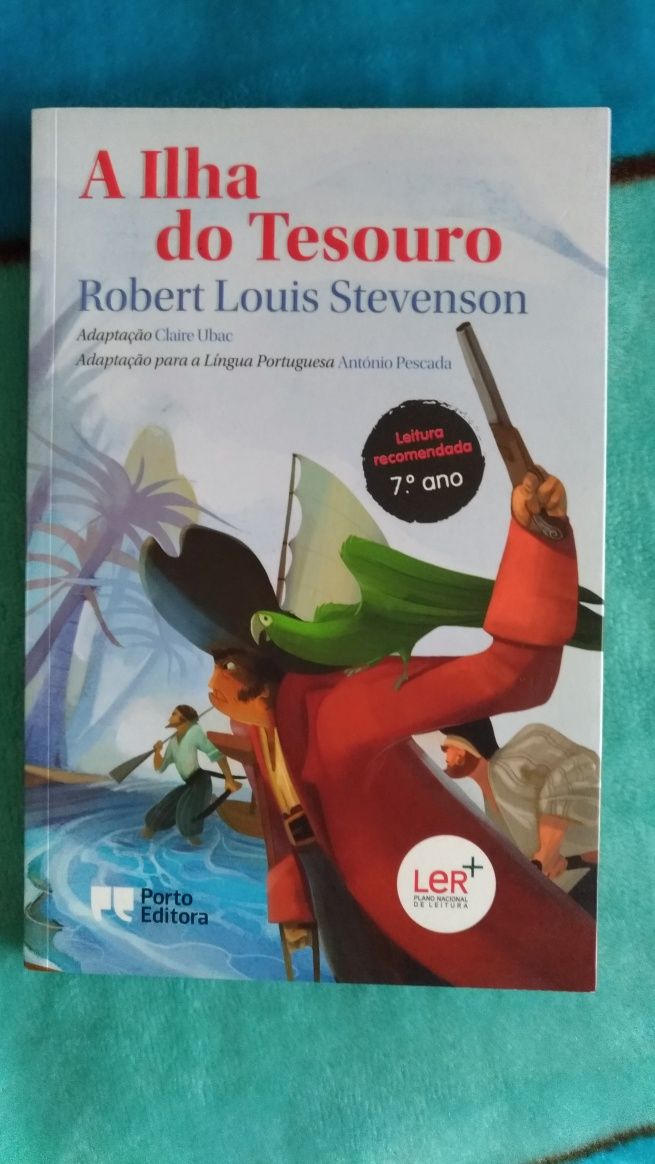 A Ilha
do Tesouro
Robert Louis Stevenson
Adaptação Claire Ubac
Adaptação para a Língua Portuguesa António Pescada
Leitura
recomendada
7.º ano
LeR+
PLANO NACIONAL
DE LEITURA
Porto
Editora